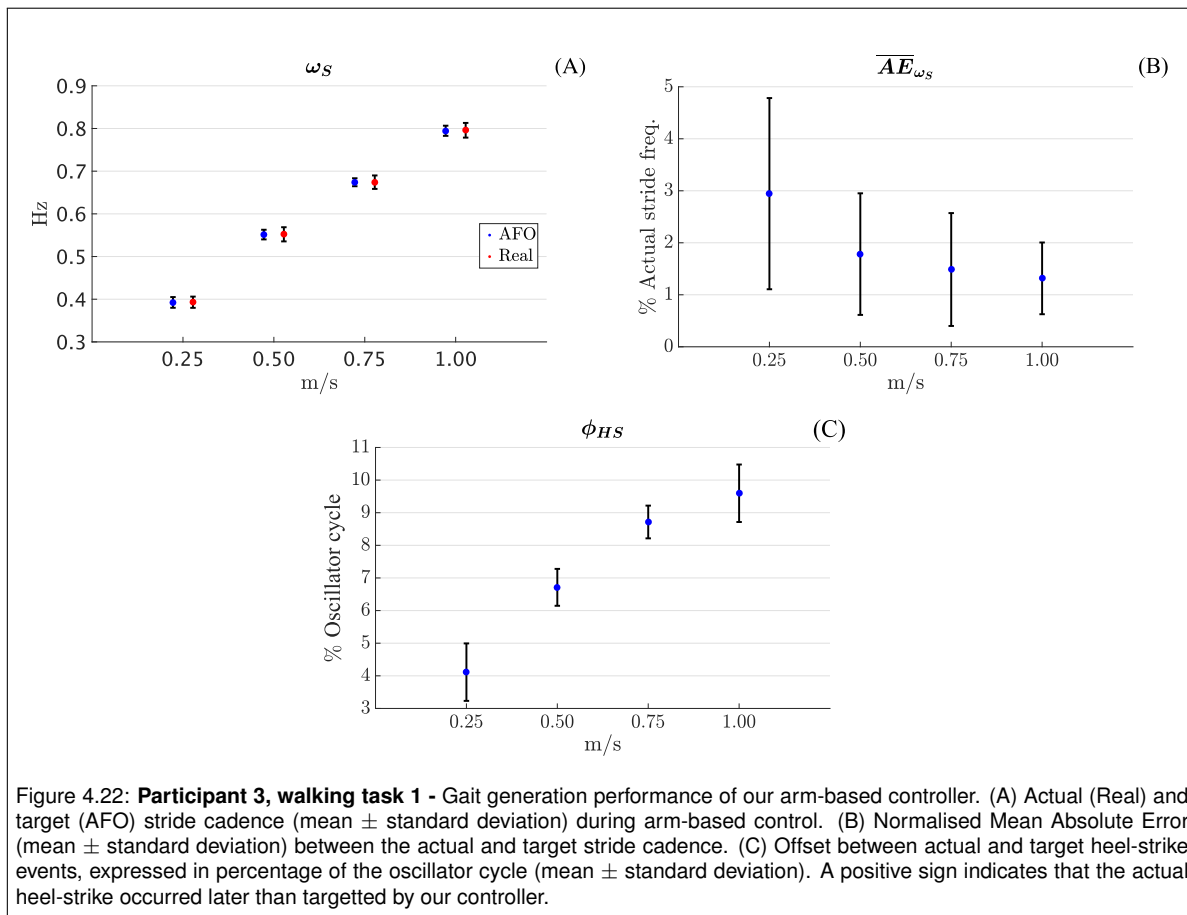 ωS
(A)
0.9
0.8
0.7
0.6
0.5
0.4
0.3
Hz
AFO
Real
0.25 0.50 0.75 1.00
m/s
AEωS
(B)
5
4
3
2
1
0
% Actual stride freq.
0.25 0.50 0.75 1.00
m/s
ϕHS
(C)
11
10
9
8
7
6
5
4
3
% Oscillator cycle
0.25 0.50 0.75 1.00
m/s
Figure 4.22: Participant 3, walking task 1 - Gait generation performance of our arm-based controller. (A) Actual (Real) and
target (AFO) stride cadence (mean ± standard deviation) during arm-based control. (B) Normalised Mean Absolute Error
(mean ± standard deviation) between the actual and target stride cadence. (C) Offset between actual and target heel-strike
events, expressed in percentage of the oscillator cycle (mean ± standard deviation). A positive sign indicates that the actual
heel-strike occurred later than targetted by our controller.